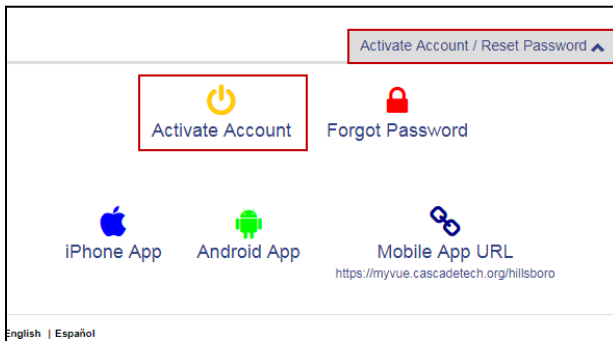 Activate Account / Reset Password
Activate Account Forgot Password
iPhone App Android App Mobile App URL
https://myvue.cascadetech.org/hillsboro
English | Español